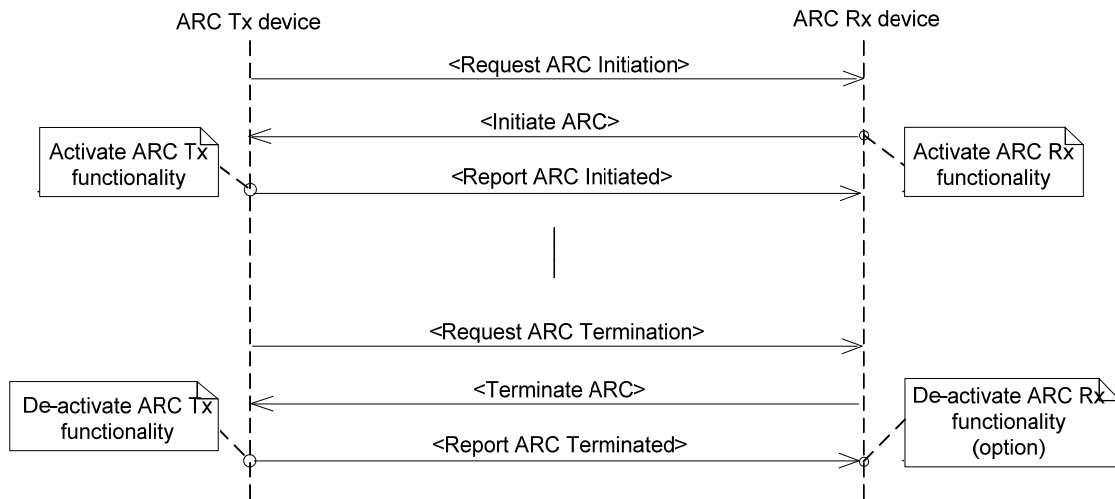 ARC Tx device
ARC Rx device
<Request ARC Initiation>
<Initiate ARC>
Activate ARC Tx
functionality
Activate ARC Rx
functionality
<Report ARC Initiated>
<Request ARC Termination>
<Terminate ARC>
De-activate ARC Tx
functionality
De-activate ARC Rx
functionality
(option)
<Report ARC Terminated>